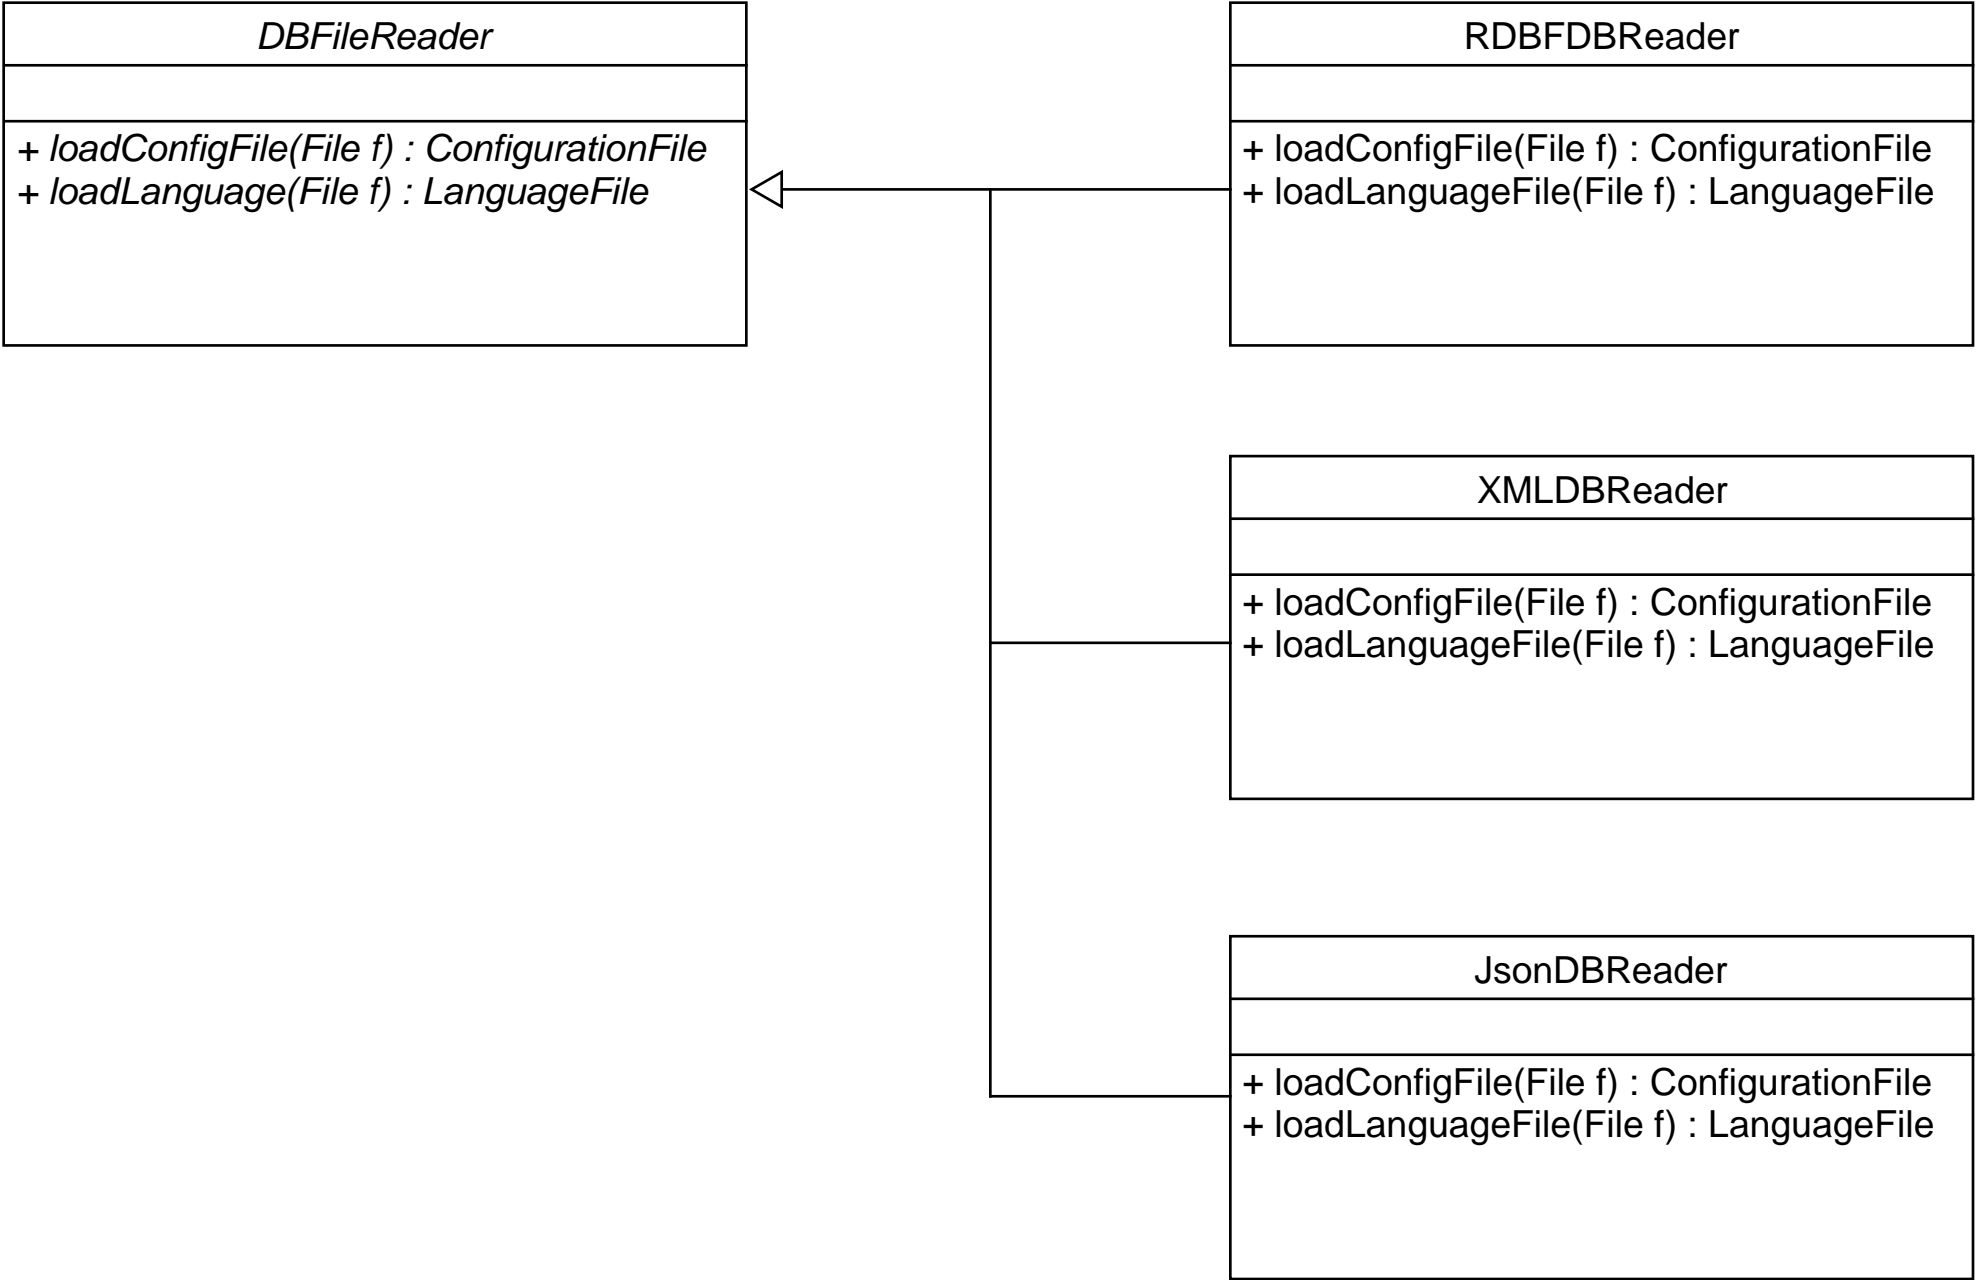 DBFileReader
+ loadConfigFile(File f) : ConfigurationFile
+ loadLanguage(File f) : LanguageFile
RDBFDBReader
+ loadConfigFile(File f) : ConfigurationFile
+ loadLanguageFile(File f) : LanguageFile
XMLDBReader
+ loadConfigFile(File f) : ConfigurationFile
+ loadLanguageFile(File f) : LanguageFile
JsonDBReader
+ loadConfigFile(File f) : ConfigurationFile
+ loadLanguageFile(File f) : LanguageFile